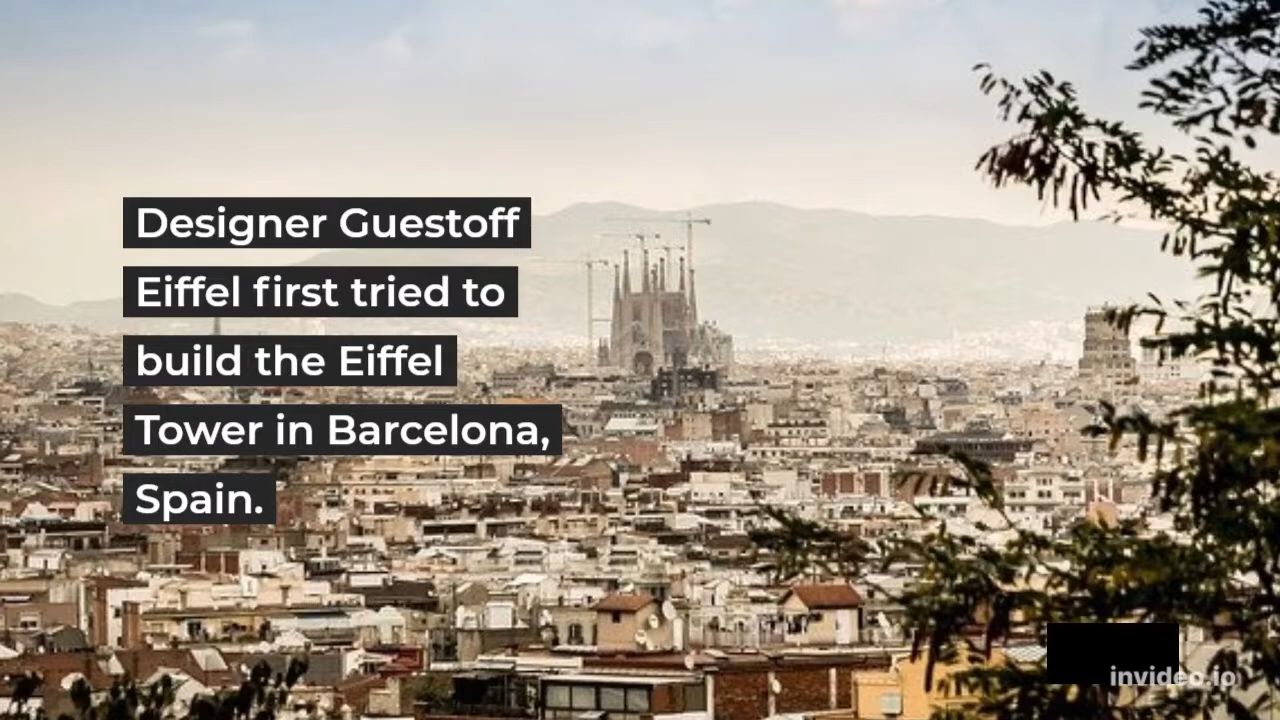 Designer Guestoff
Eiffel first tried to
build the Eiffel
Tower in Barcelona,
Spain.
invideo.io